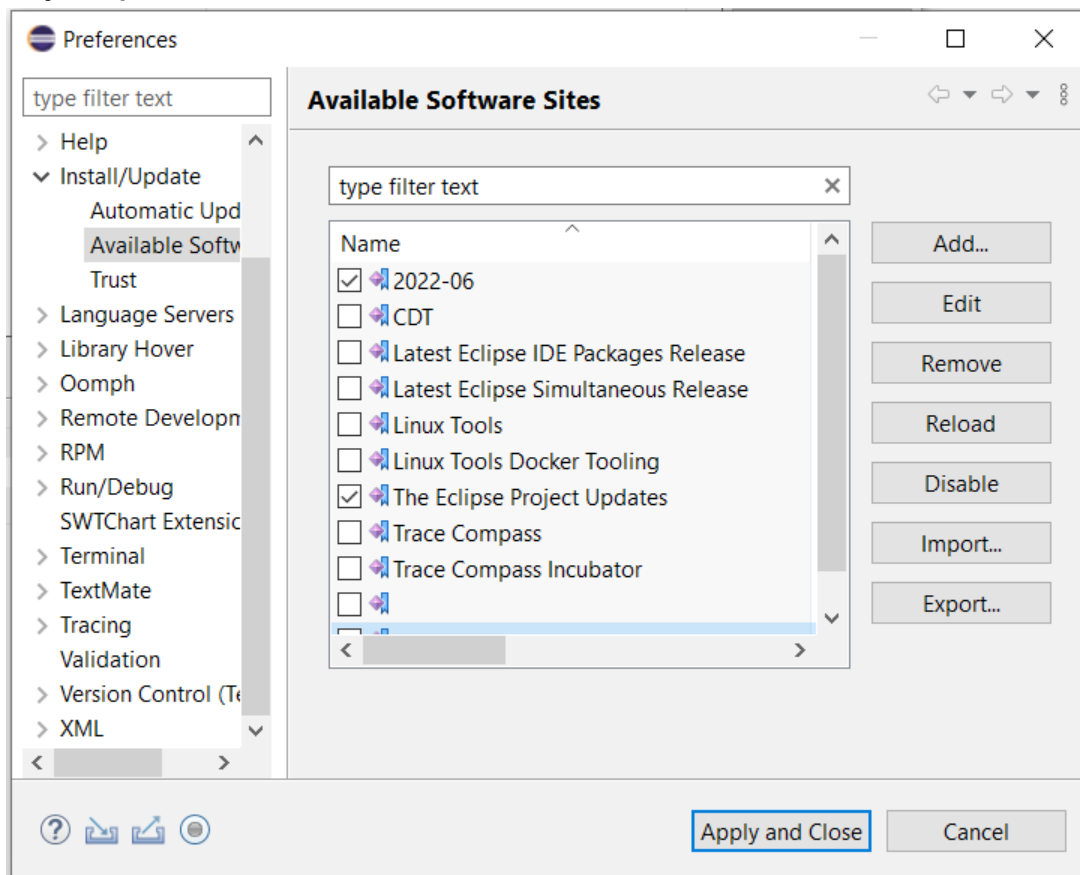 Preferences
type filter text
Available Software Sites
Help
Install/Update
Automatic Upd
Available Softw
Trust
Language Servers
Library Hover
Oomph
Remote Developm
RPM
Run/Debug
SWTChart Extensic
Terminal
TextMate
Tracing
Validation
Version Control (Te
XML
type filter text
Name
2022-06
CDT
Latest Eclipse IDE Packages Release
Latest Eclipse Simultaneous Release
Linux Tools
Linux Tools Docker Tooling
The Eclipse Project Updates
Trace Compass
Trace Compass Incubator
Add...
Edit
Remove
Reload
Disable
Import...
Export...
Apply and Close
Cancel